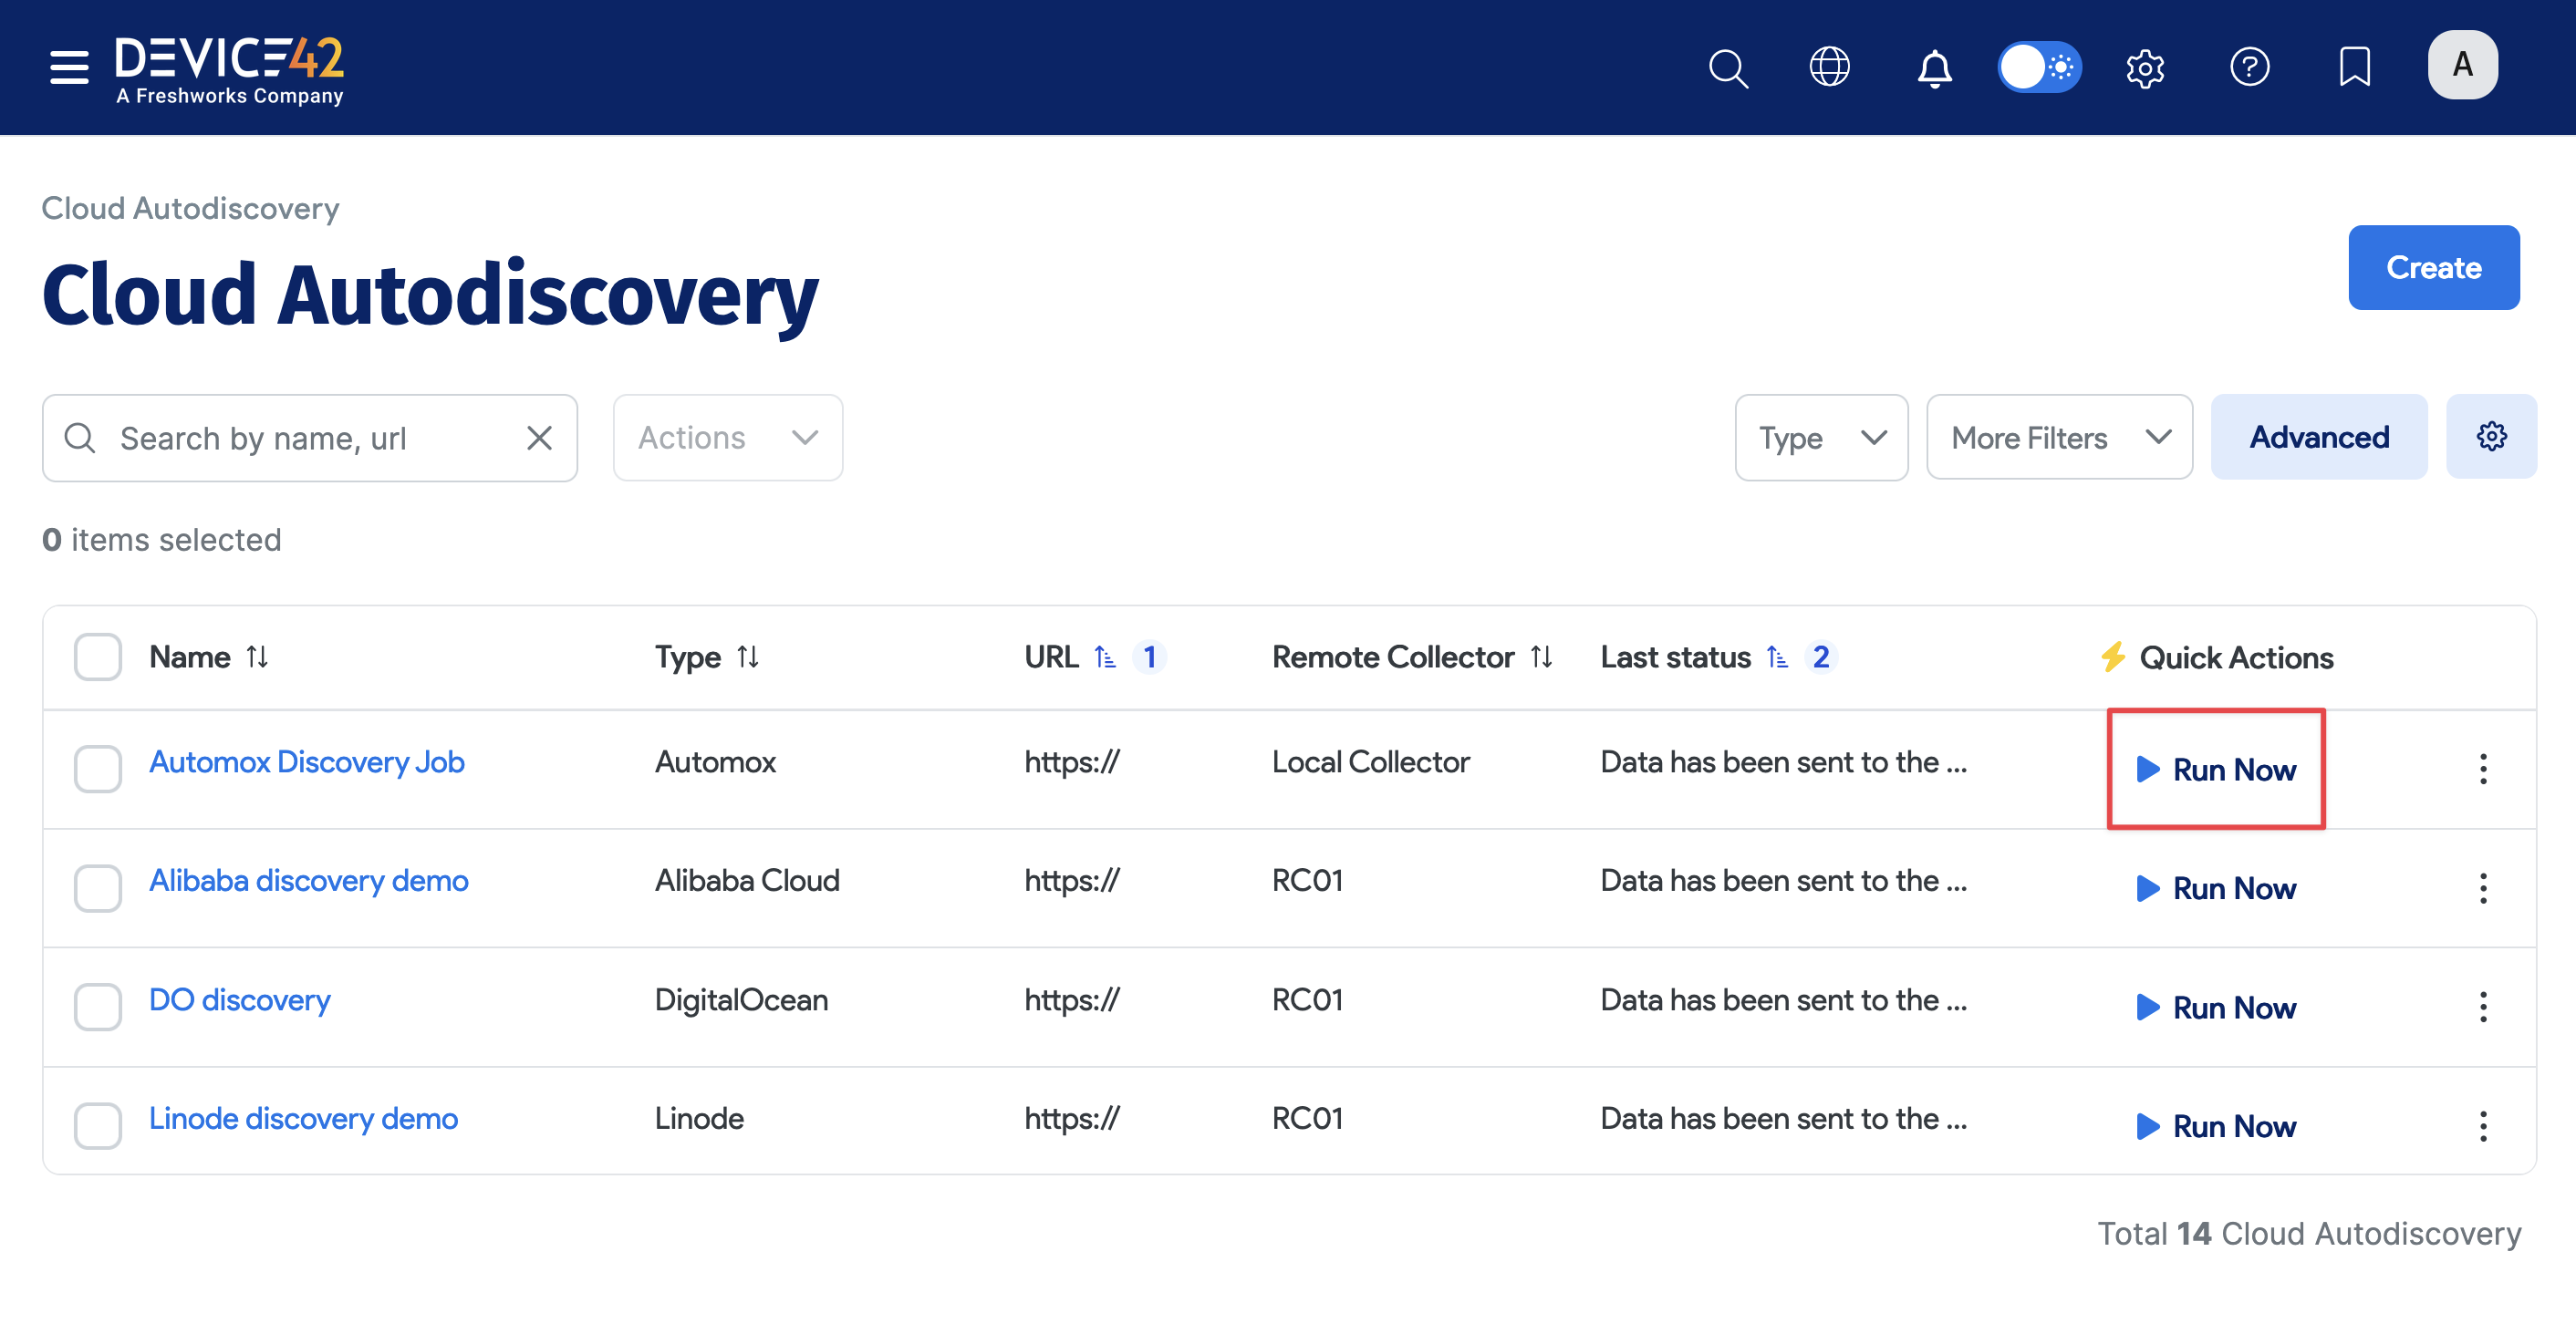 DEVICE42
A Freshworks Company
A
Cloud Autodiscovery
Cloud Autodiscovery
Create
Search by name, url
Actions
Type
More Filters
Advanced
0 items selected
Name Type URL 1 Remote Collector Last status 2 Quick Actions
Automox Discovery Job Automox https:// Local Collector Data has been sent to the ... Run Now
Alibaba discovery demo Alibaba Cloud https:// RC01 Data has been sent to the ... Run Now
DO discovery DigitalOcean https:// RC01 Data has been sent to the ... Run Now
Linode discovery demo Linode https:// RC01 Data has been sent to the ... Run Now
Total 14 Cloud Autodiscovery